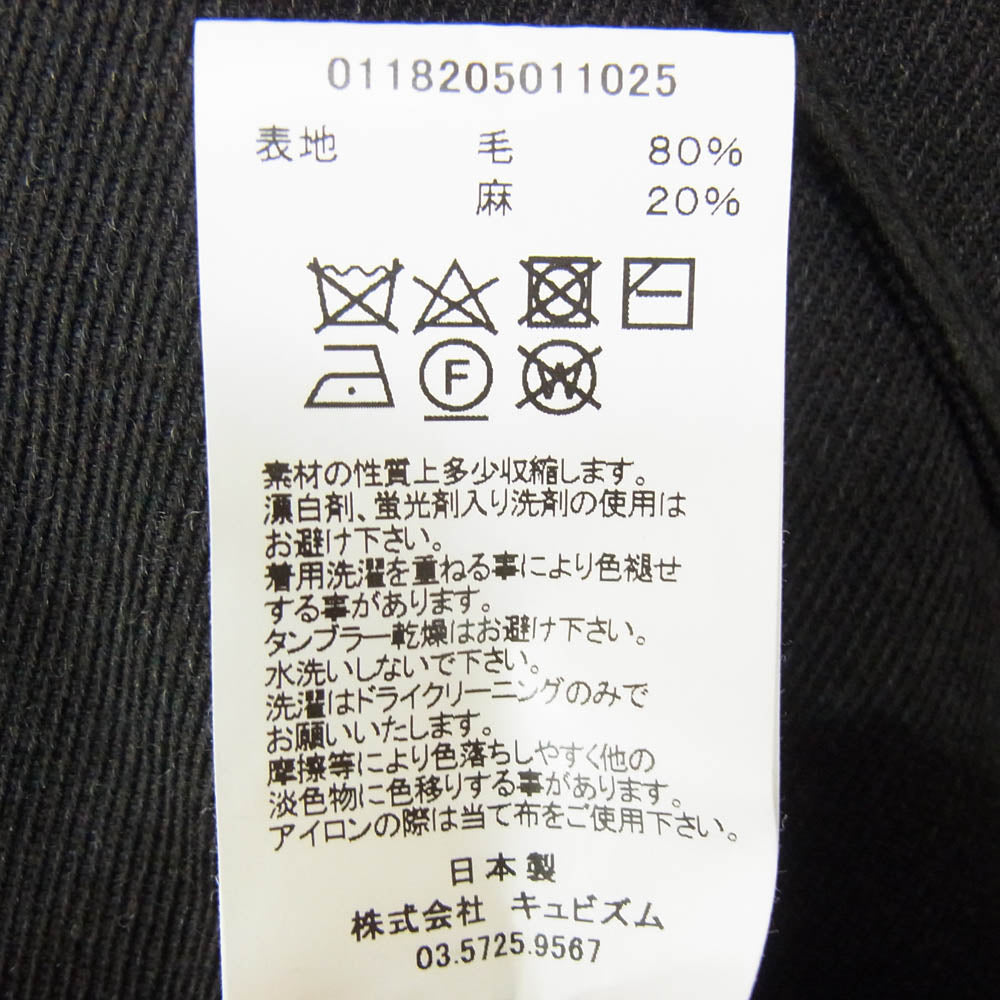 0118205011025
表地 毛 80%
麻 20%
F W
素材の性質上多少収縮します。
漂白剤、蛍光剤入り洗剤の使用は
お避け下さい。
着用洗濯を重ねる事により色褪せ
する事があります。
タンブラー乾燥はお避け下さい。
水洗いしないで下さい。
洗濯はドライクリーニングのみで
お願いいたします。
摩擦等により色落ちしやすく他の
淡色物に色移りする事があります。
アイロンの際は当て布をご使用下さい。
日本製
株式会社 キュビズム
03.5725.9567